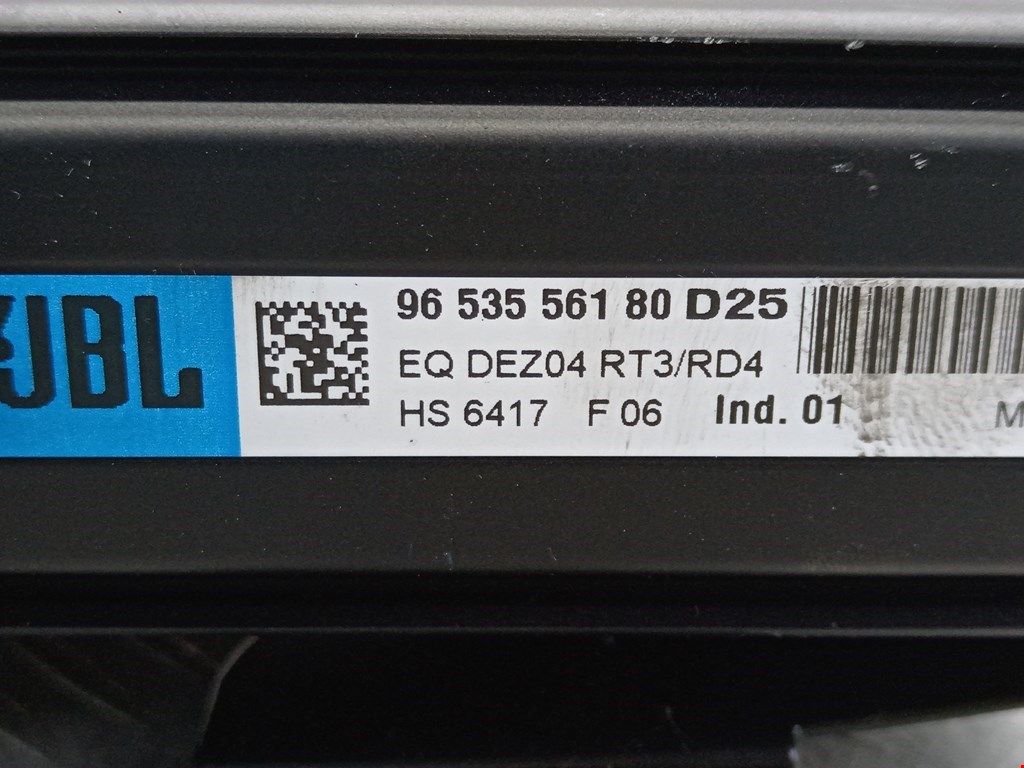 JBL
96 535 561 80 D25
EQ DEZ04 RT3/RD4
HS 6417 F 06 Ind. 01 M